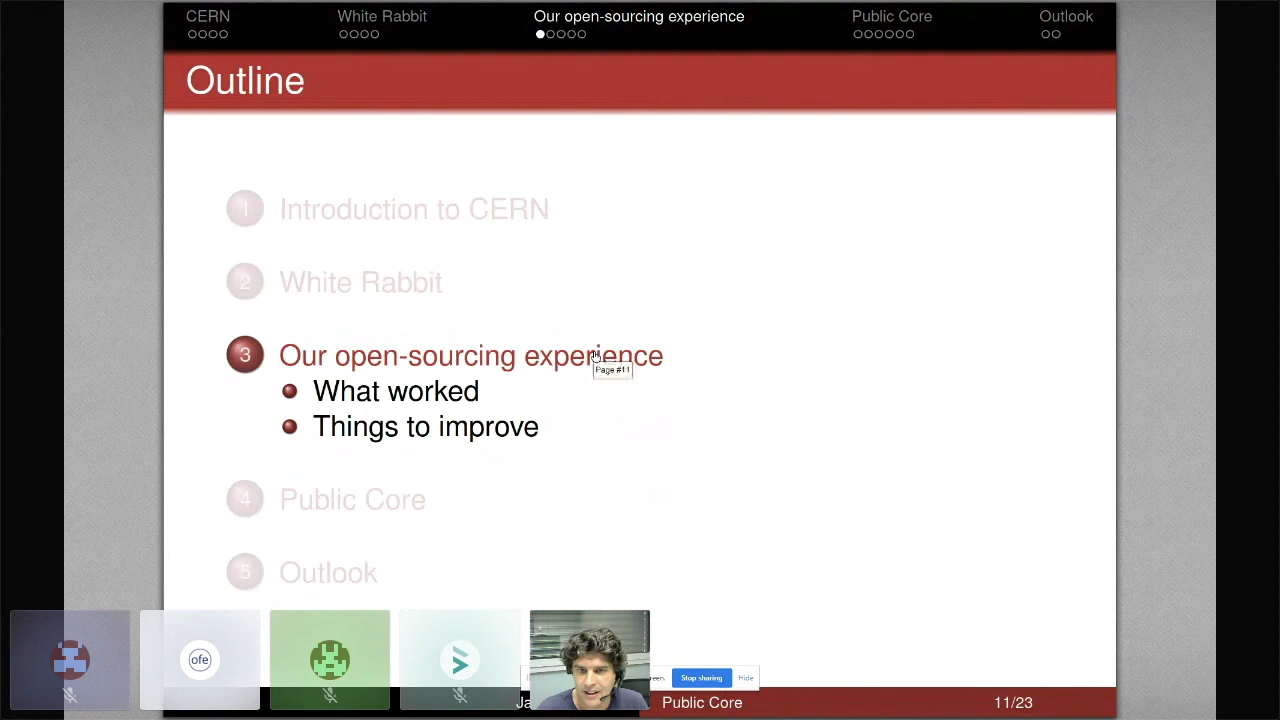 CERN White Rabbit Our open-sourcing experience Public Core Outlook
Outline
1 Introduction to CERN
2 White Rabbit
3 Our open-sourcing experience
Page #11
What worked
Things to improve
4 Public Core
5 Outlook
ofe
Stop sharing Hide
Public Core 11/23